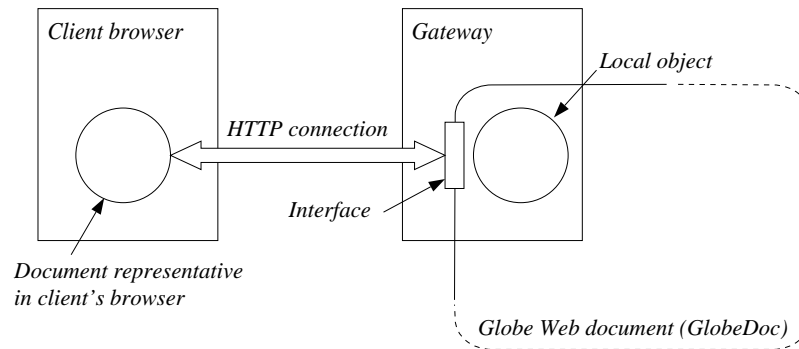 Client browser
Gateway
Local object
HTTP connection
Interface
Document representative
in client's browser
Globe Web document (GlobeDoc)